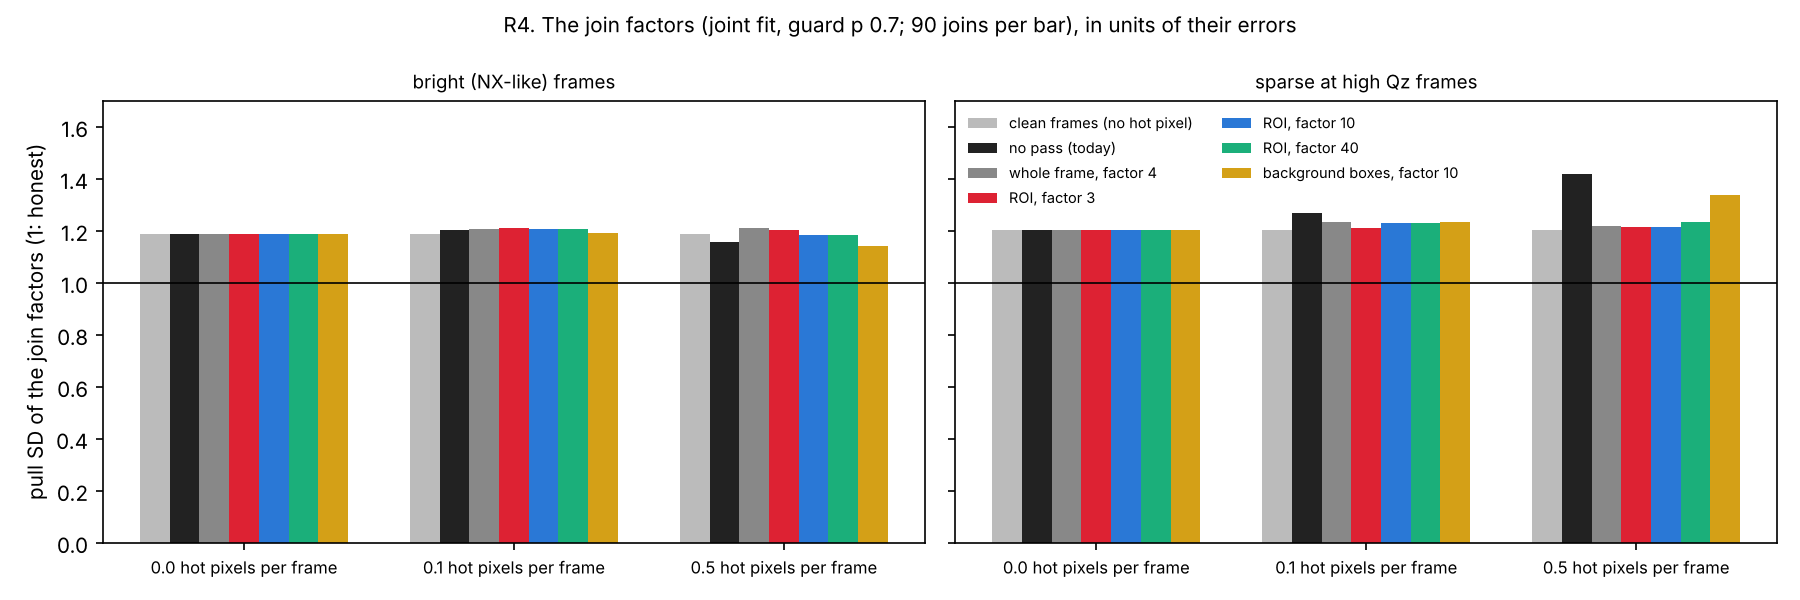 R4. The join factors (joint fit, guard p 0.7; 90 joins per bar), in units of their errors
bright (NX-like) frames
sparse at high Qz frames
pull SD of the join factors (1: honest)
1.6
1.4
1.2
1.0
0.8
0.6
0.4
0.2
0.0
clean frames (no hot pixel)
no pass (today)
whole frame, factor 4
ROI, factor 3
ROI, factor 10
ROI, factor 40
background boxes, factor 10
0.0 hot pixels per frame
0.1 hot pixels per frame
0.5 hot pixels per frame
0.0 hot pixels per frame
0.1 hot pixels per frame
0.5 hot pixels per frame